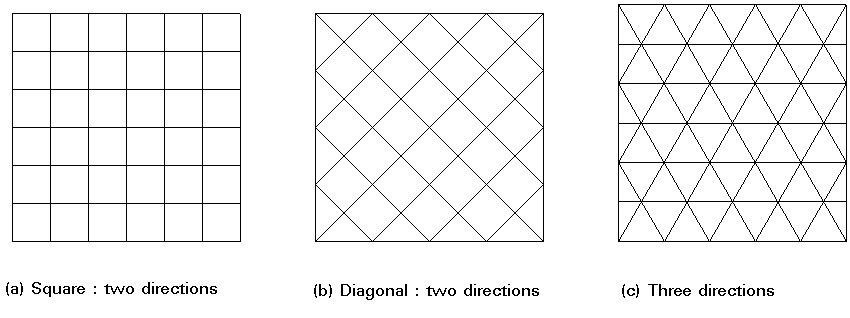 (a) Square : two directions
(b) Diagonal : two directions
(c) Three directions